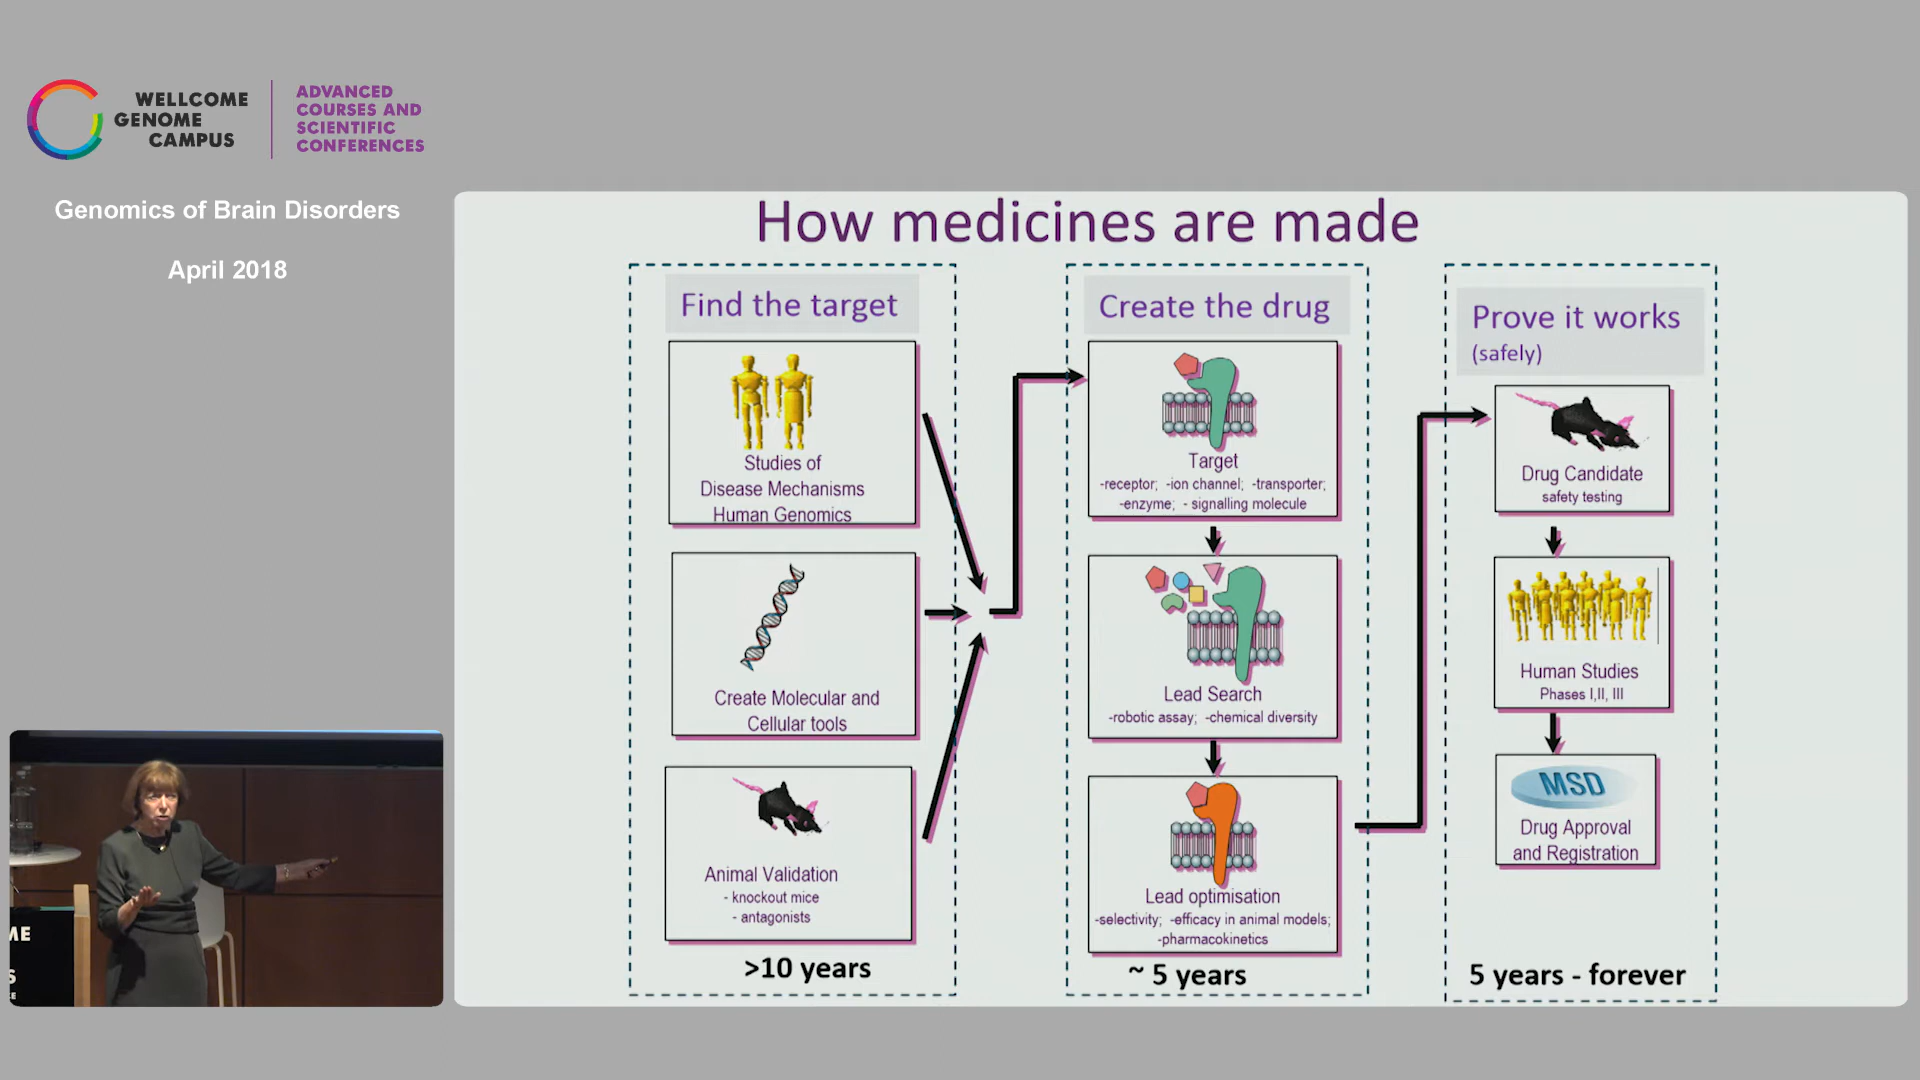 WELLCOME
GENOME
CAMPUS
ADVANCED
COURSES AND
SCIENTIFIC
CONFERENCES
Genomics of Brain Disorders
April 2018
How medicines are made
Find the target
Studies of
Disease Mechanisms
Human Genomics
Create Molecular and
Cellular tools
Animal Validation
- knockout mice
- antagonists
>10 years
Create the drug
Target
-receptor; -ion channel; -transporter;
-enzyme; - signalling molecule
Lead Search
-robotic assay; -chemical diversity
Lead optimisation
-selectivity; -efficacy in animal models;
-pharmacokinetics
~ 5 years
Prove it works
(safely)
Drug Candidate
safety testing
Human Studies
Phases I,II, III
MSD
Drug Approval
and Registration
5 years - forever